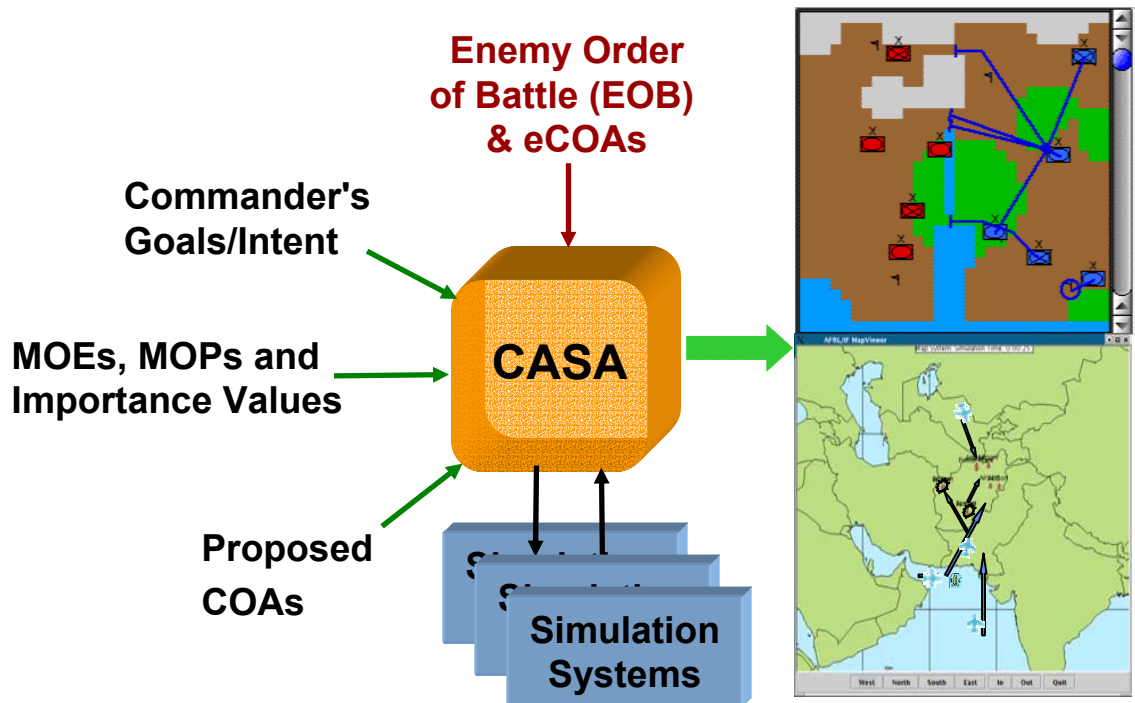 Enemy Order
of Battle (EOB)
& eCOAs
Commander's
Goals/Intent
MOEs, MOPs and
Importance Values
CASA
Proposed
COAs
Simulation
Systems
AFRL/IF MapViewer
West North South East In Out Quit